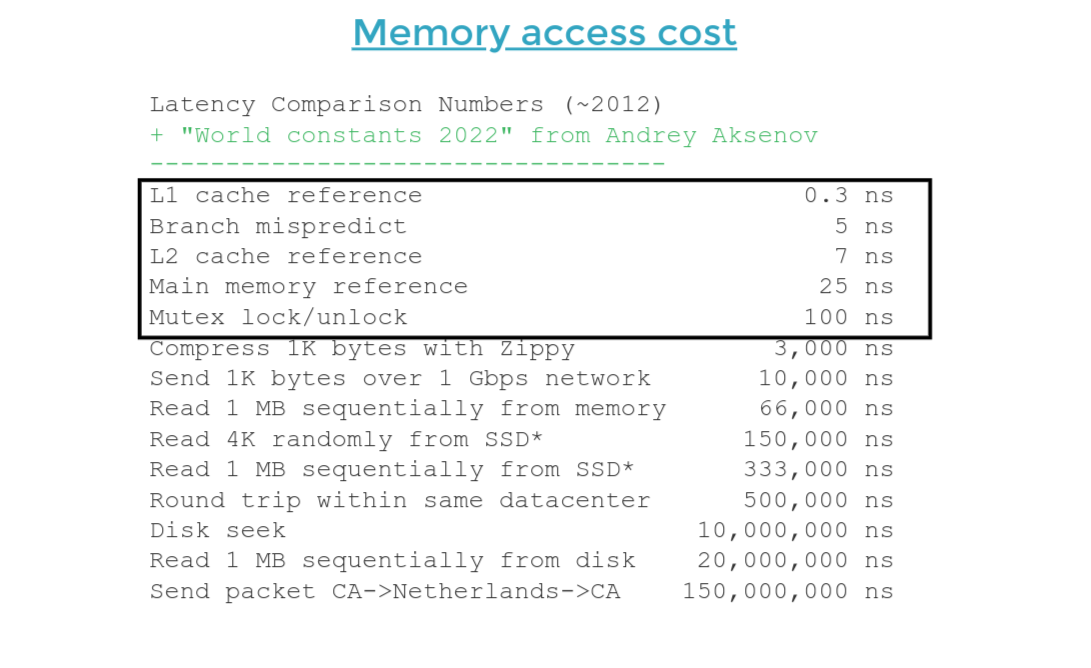 Memory access cost
Latency Comparison Numbers (~2012)
+ "World constants 2022" from Andrey Aksenov
----------------------------------
L1 cache reference 0.3 ns
Branch mispredict 5 ns
L2 cache reference 7 ns
Main memory reference 25 ns
Mutex lock/unlock 100 ns
Compress 1K bytes with Zippy 3,000 ns
Send 1K bytes over 1 Gbps network 10,000 ns
Read 1 MB sequentially from memory 66,000 ns
Read 4K randomly from SSD* 150,000 ns
Read 1 MB sequentially from SSD* 333,000 ns
Round trip within same datacenter 500,000 ns
Disk seek 10,000,000 ns
Read 1 MB sequentially from disk 20,000,000 ns
Send packet CA->Netherlands->CA 150,000,000 ns